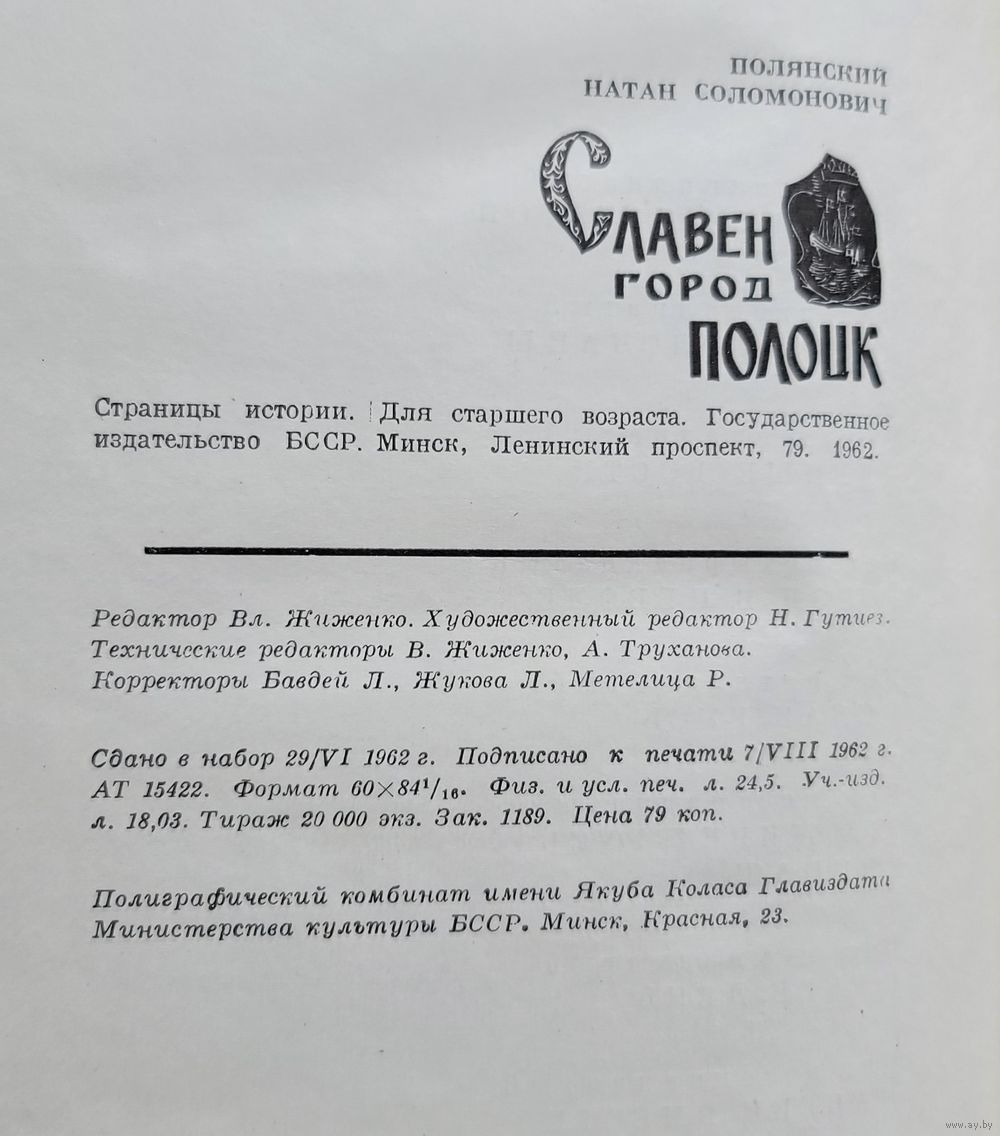 ПОЛЯНСКИЙ
НАТАН СОЛОМОНОВИЧ
СЛАВЕН
ГОРОД
ПОЛОЦК
Страницы истории. Для старшего возраста. Государственное
издательство БССР. Минск, Ленинский проспект, 79. 1962.
Редактор Вл. Жиженко. Художественный редактор Н. Гутиез.
Технические редакторы В. Жиженко, А. Труханова.
Корректоры Бавдей Л., Жукова Л., Метелица Р.
Сдано в набор 29/VI 1962 г. Подписано к печати 7/VIII 1962 г.
АТ 15422. Формат 60×84¹/₁₆. Физ. и усл. печ. л. 24,5. Уч.-изд.
л. 18,03. Тираж 20 000 экз. Зак. 1189. Цена 79 коп.
Полиграфический комбинат имени Якуба Коласа Главиздата
Министерства культуры БССР. Минск, Красная, 23.
www.ay.by